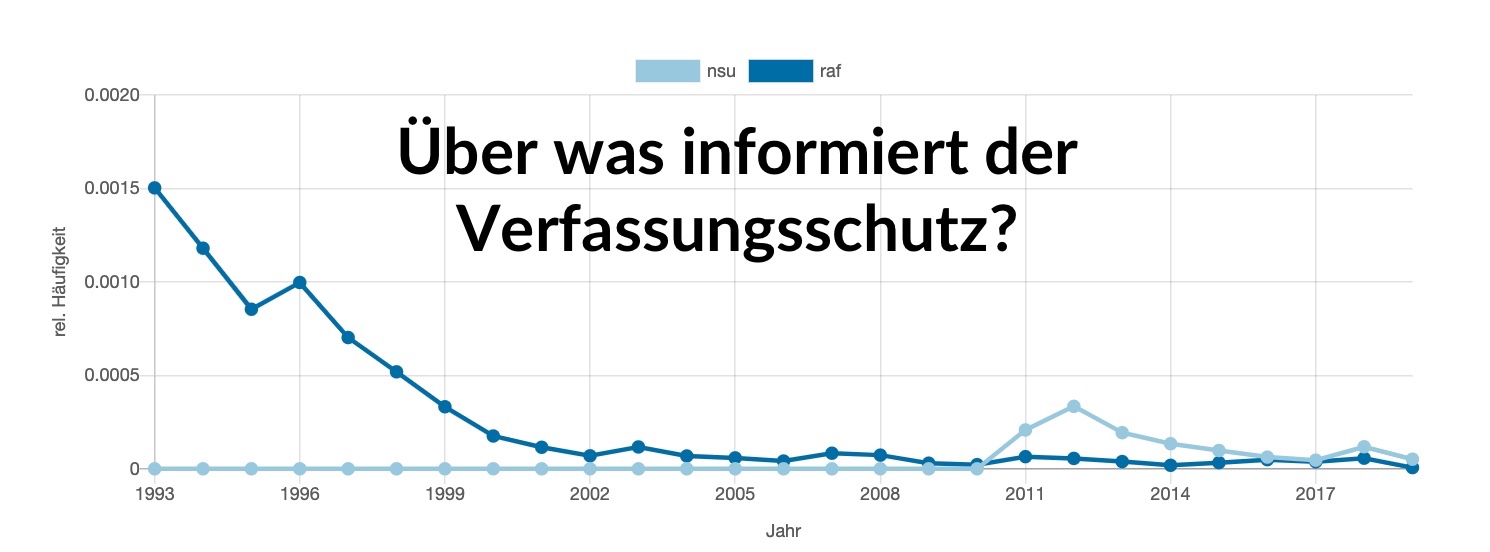 nsu raf
Über was informiert der
Verfassungsschutz?
rel. Häufigkeit
0.0020
0.0015
0.0010
0.0005
0
1993 1996 1999 2002 2005 2008 2011 2014 2017
Jahr